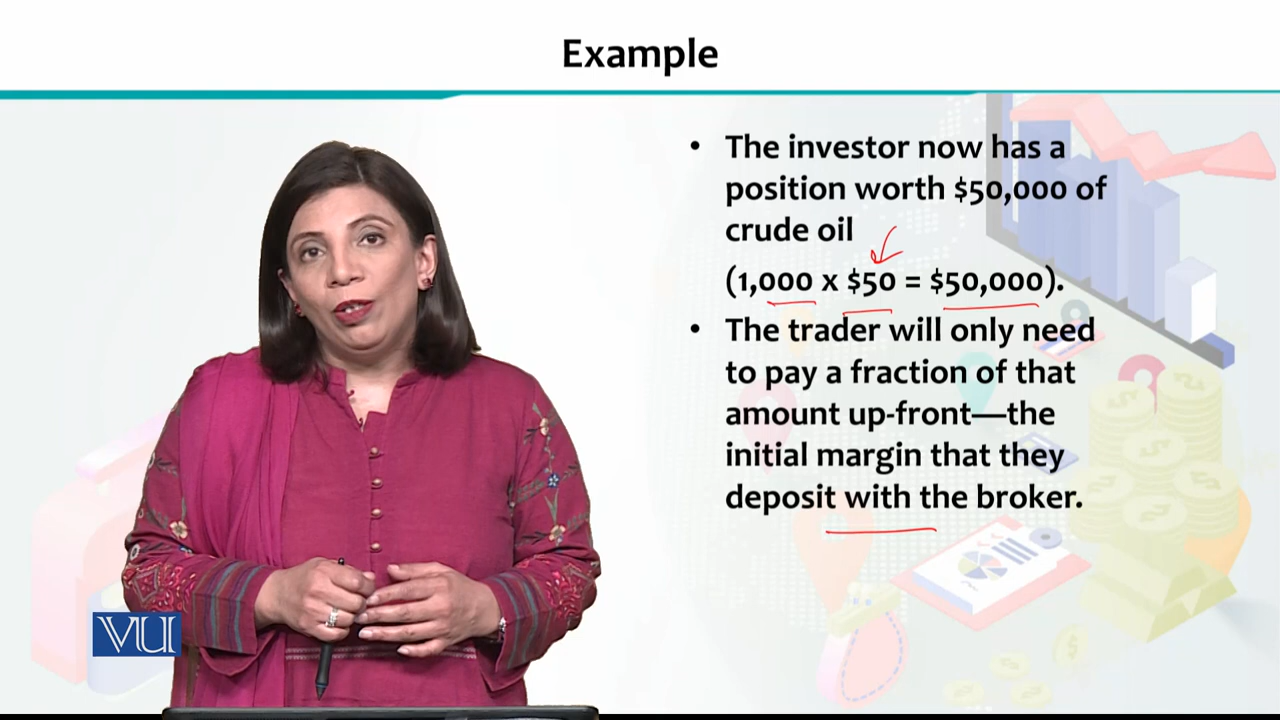 Example
• The investor now has a
position worth $50,000 of
crude oil
(1,000 x $50 = $50,000).
• The trader will only need
to pay a fraction of that
amount up-front—the
initial margin that they
deposit with the broker.
VU